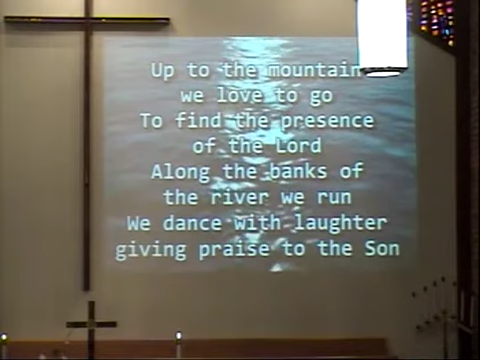 Up to the mountain
we love to go
To find the presence
of the Lord
Along the banks of
the river we run
We dance with laughter
giving praise to the Son